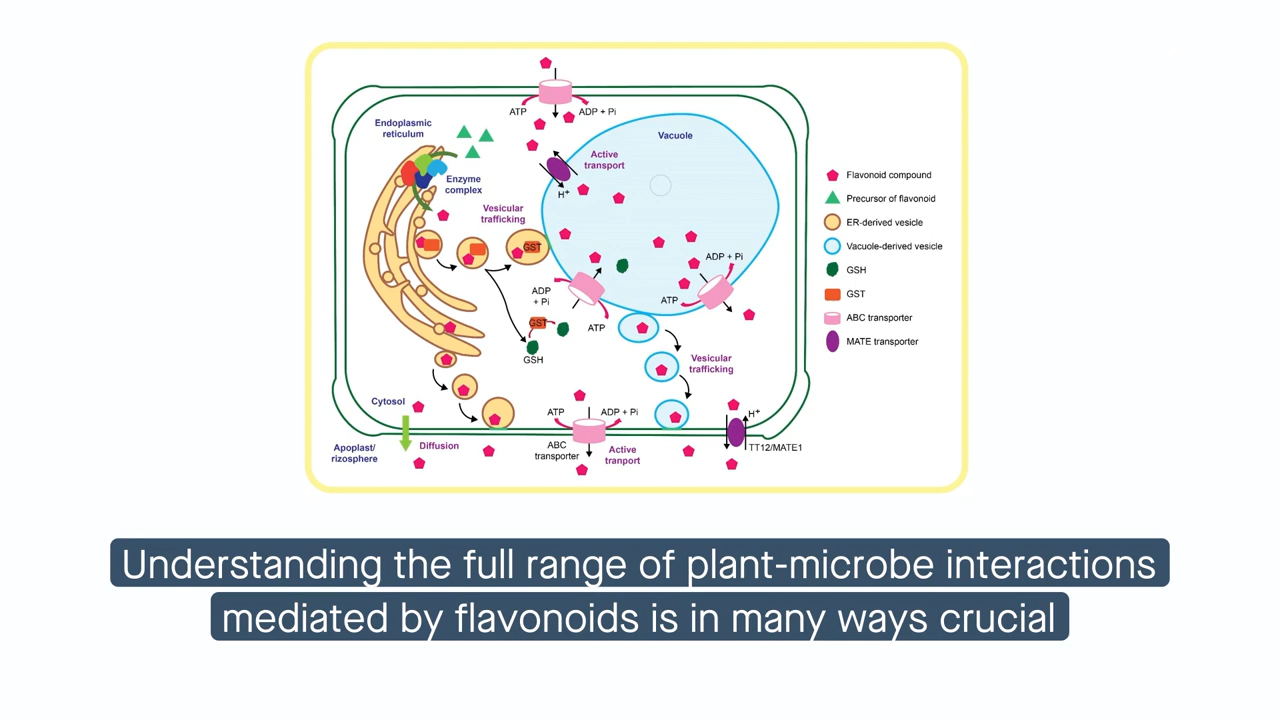 ATP
ADP + Pi
Endoplasmic
reticulum
Vacuole
Active
transport
Enzyme
complex
H+
Vesicular
trafficking
GST
ADP + Pi
ADP
+ Pi
ATP
ATP
GST
GSH
Vesicular
trafficking
Cytosol
ATP
ADP + Pi
H+
Apoplast/
rizosphere
Diffusion
ABC
transporter
Active
tranport
TT12/MATE1
Flavonoid compound
Precursor of flavonoid
ER-derived vesicle
Vacuole-derived vesicle
GSH
GST
ABC transporter
MATE transporter
Understanding the full range of plant-microbe interactions
mediated by flavonoids is in many ways crucial